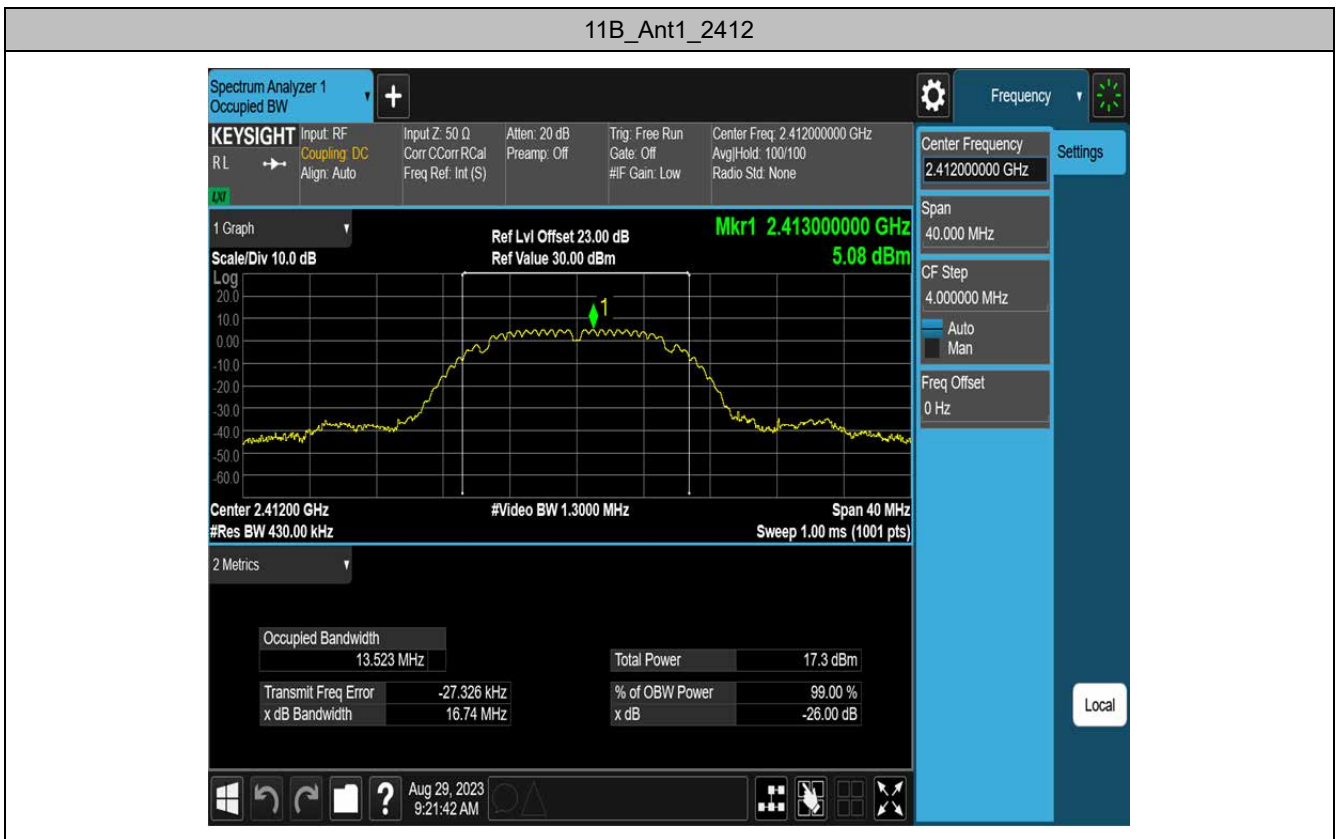 11B_Ant1_2412
Spectrum Analyzer 1
Occupied BW
+
Frequency
KEYSIGHT
RL
LXI
Input: RF
Coupling: DC
Align: Auto
Input Z: 50 Ω
Corr CCorr RCal
Freq Ref: Int (S)
Atten: 20 dB
Preamp: Off
Trig: Free Run
Gate: Off
#IF Gain: Low
Center Freq: 2.412000000 GHz
Avg|Hold: 100/100
Radio Std: None
Center Frequency
2.412000000 GHz
Settings
Span
40.000 MHz
CF Step
4.000000 MHz
Auto
Man
Freq Offset
0 Hz
Local
1 Graph
Scale/Div 10.0 dB
Ref Lvl Offset 23.00 dB
Ref Value 30.00 dBm
Mkr1 2.413000000 GHz
5.08 dBm
Log
20.0
10.0
0.00
-10.0
-20.0
-30.0
-40.0
-50.0
-60.0
1
Center 2.41200 GHz
#Res BW 430.00 kHz
#Video BW 1.3000 MHz
Span 40 MHz
Sweep 1.00 ms (1001 pts)
2 Metrics
Occupied Bandwidth
13.523 MHz
Total Power 17.3 dBm
Transmit Freq Error -27.326 kHz
% of OBW Power 99.00 %
x dB Bandwidth 16.74 MHz
x dB -26.00 dB
?
Aug 29, 2023
9:21:42 AM